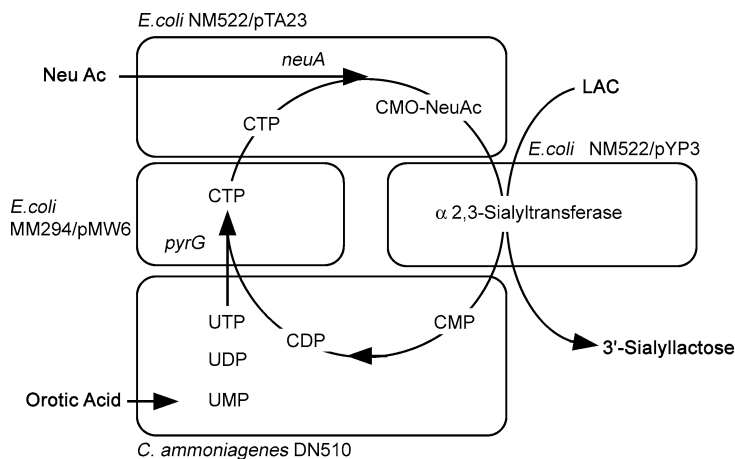 E.coli NM522/pTA23
Neu Ac
neuA
LAC
CMO-NeuAc
CTP
E.coli NM522/pYP3
E.coli
MM294/pMW6
CTP
α 2,3-Sialyltransferase
pyrG
UTP
CDP
CMP
3'-Sialyllactose
UDP
Orotic Acid
UMP
C. ammoniagenes DN510